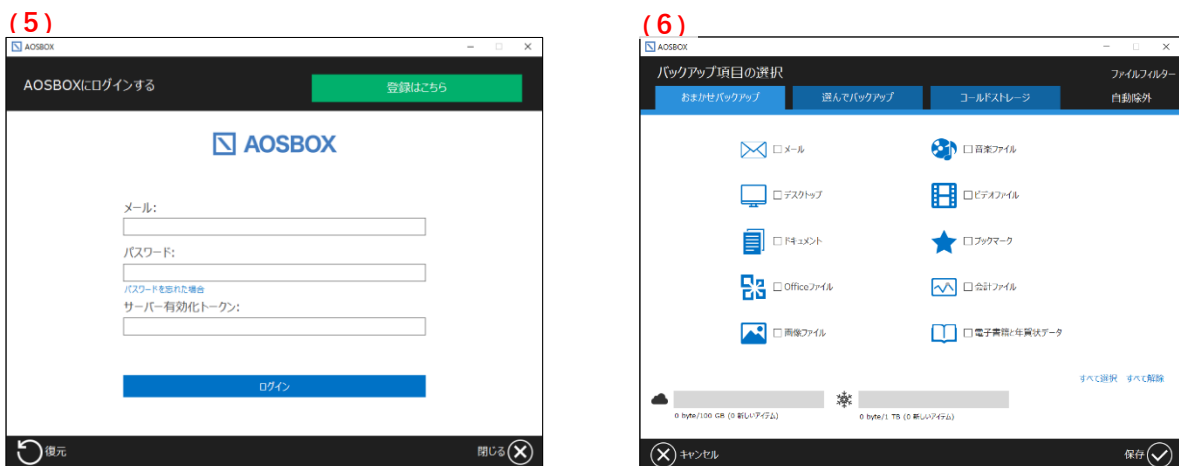 (5)
AOSBOX
AOSBOXにログインする
登録はこちら
AOSBOX
メール:
パスワード:
パスワードを忘れた場合
サーバー有効化トークン:
ログイン
復元
閉じる
(6)
AOSBOX
バックアップ項目の選択
ファイルフィルター
おまかせバックアップ
選んでバックアップ
コールドストレージ
自動除外
メール
音楽ファイル
デスクトップ
ビデオファイル
ドキュメント
ブックマーク
Officeファイル
会計ファイル
画像ファイル
電子書籍と年賀状データ
すべて選択 すべて解除
0 byte/100 GB (0 新しいアイテム)
0 byte/1 TB (0 新しいアイテム)
キャンセル
保存